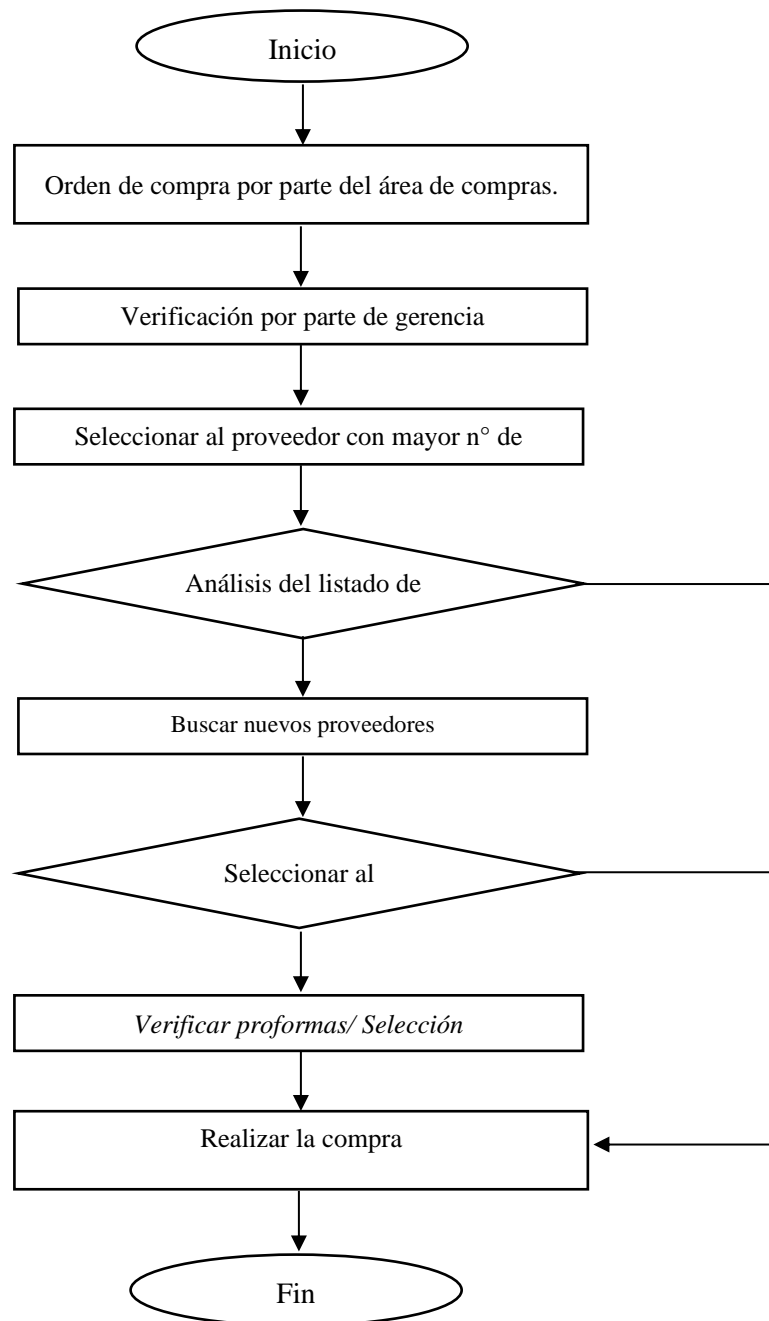 Inicio
Orden de compra por parte del área de compras.
Verificación por parte de gerencia
Seleccionar al proveedor con mayor n° de
Análisis del listado de
Buscar nuevos proveedores
Seleccionar al
Verificar proformas/ Selección
Realizar la compra
Fin